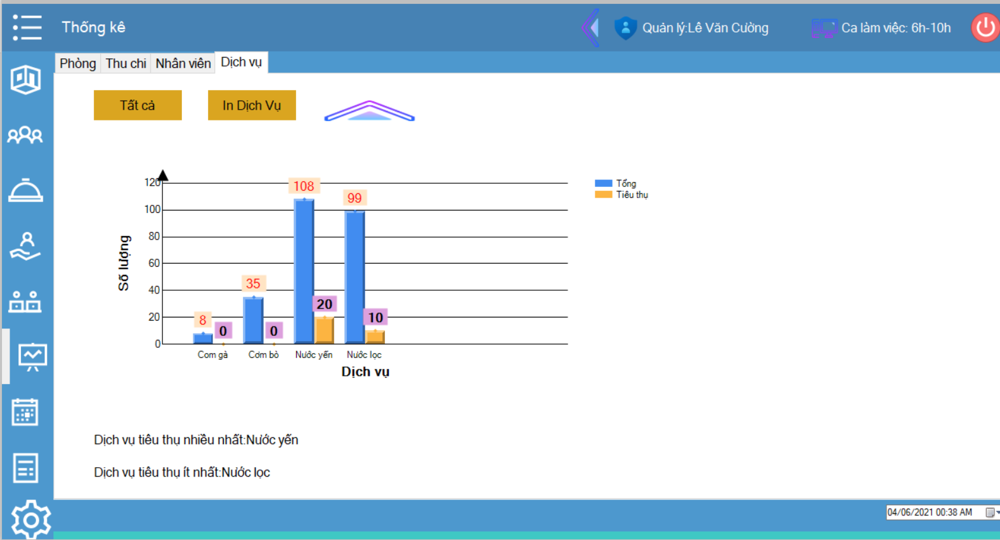 Thống kê
Quản lý:Lê Văn Cường
Ca làm việc: 6h-10h
Phòng
Thu chi
Nhân viên
Dịch vụ
Tất cả
In Dịch Vụ
Số lượng
120
100
80
60
40
20
0
8
0
35
0
108
20
99
10
Com gà
Cơm bò
Nước yến
Nước lọc
Dịch vụ
Tổng
Tiêu thụ
Dịch vụ tiêu thụ nhiều nhất:Nước yến
Dịch vụ tiêu thụ ít nhất:Nước lọc
04/06/2021 00:38 AM